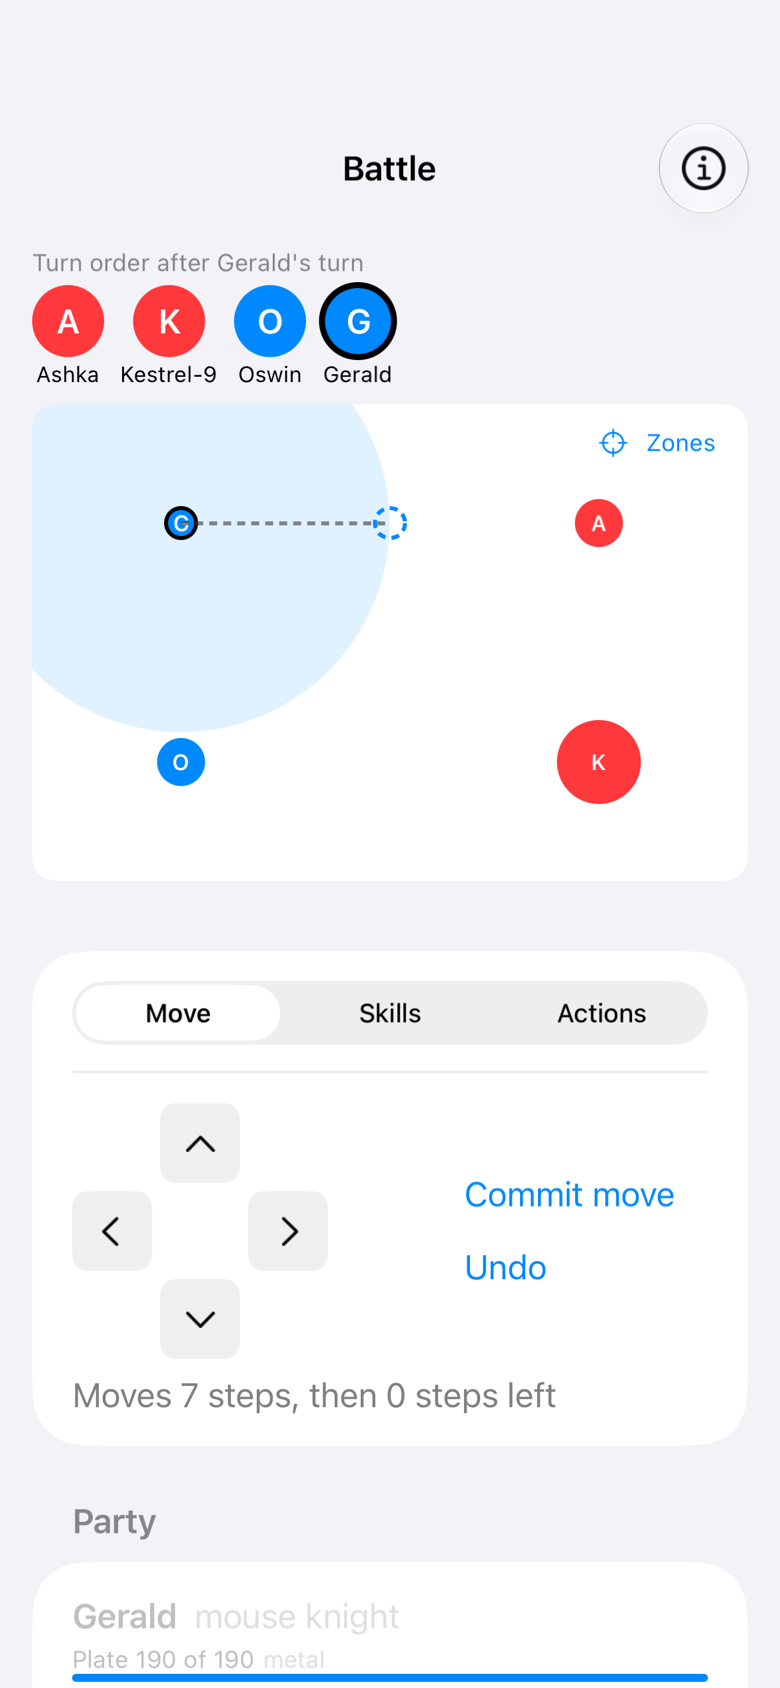 Battle
Turn order after Gerald's turn
A K O G
Ashka Kestrel-9 Oswin Gerald
Zones
A
O
K
Move Skills Actions
Commit move
Undo
Moves 7 steps, then 0 steps left
Party
Gerald mouse knight
Plate 190 of 190 metal